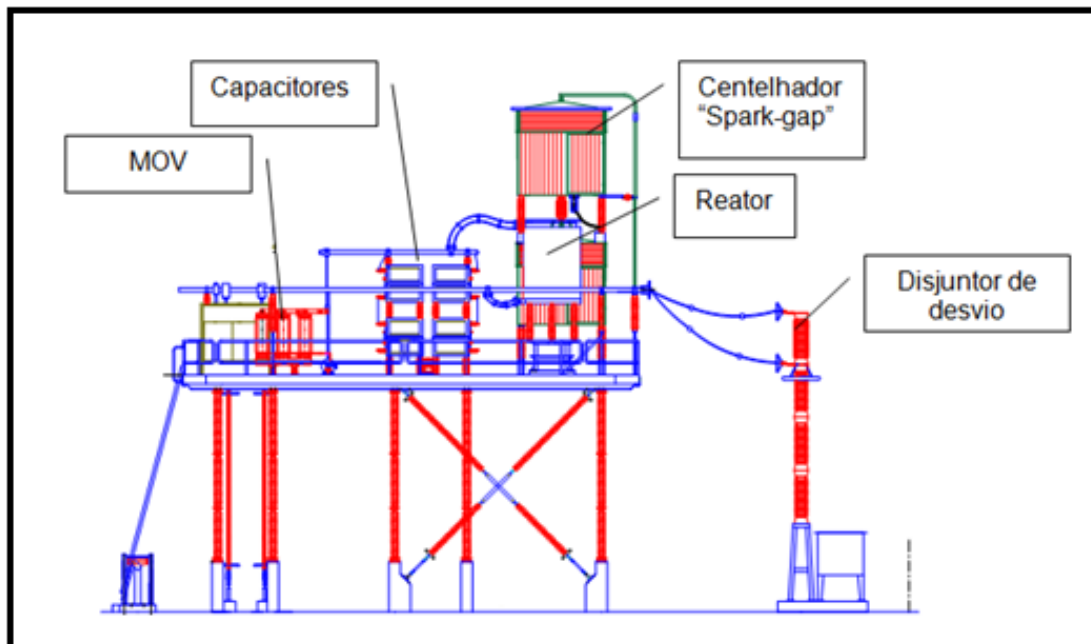 Capacitores
MOV
Centelhador
“Spark-gap”
Reator
Disjuntor de
desvio